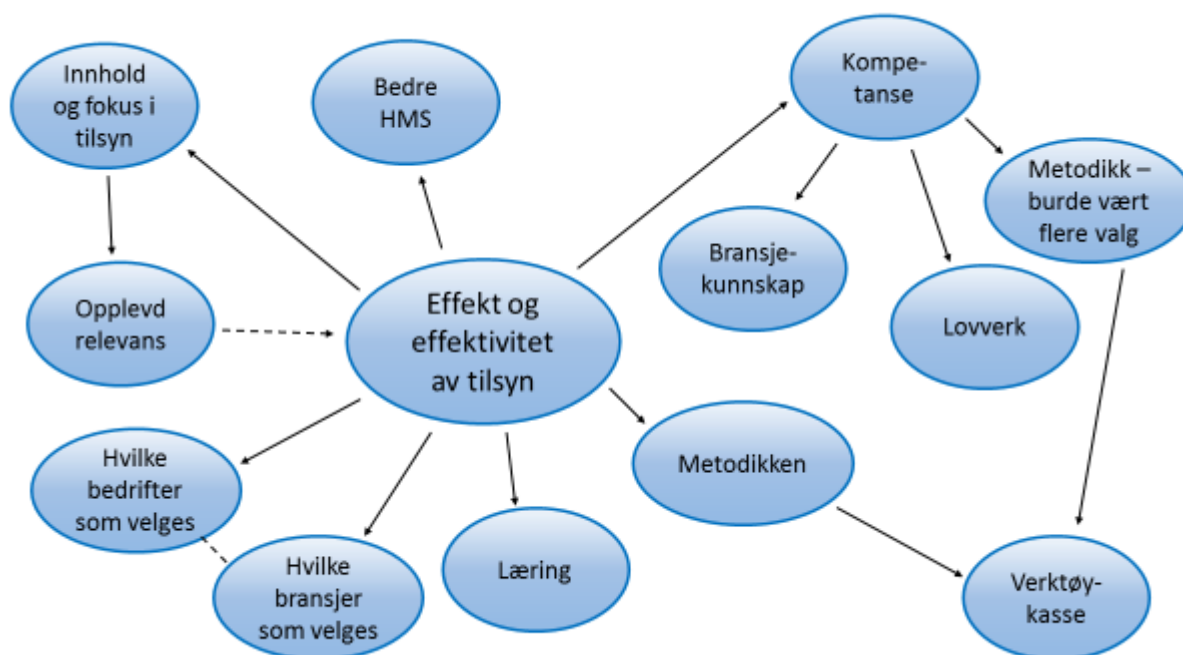 Innhold
og fokus i
tilsyn
Bedre
HMS
Kompe-
tanse
Metodikk –
burde vært
flere valg
Bransje-
kunnskap
Lovverk
Opplevd
relevans
Effekt og
effektivitet
av tilsyn
Hvilke
bedrifter
som velges
Hvilke
bransjer
som velges
Læring
Metodikken
Verktøy-
kasse